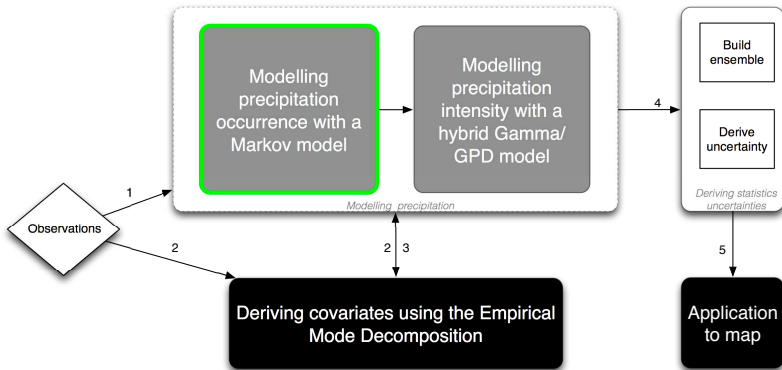 Modelling
precipitation
occurrence with a
Markov model
Modelling
precipitation
intensity with a
hybrid Gamma/
GPD model
Modelling precipitation
4
Build
ensemble
Derive
uncertainty
Deriving statistics
uncertainties
1
Observations
2
2 3
5
Deriving covariates using the Empirical
Mode Decomposition
Application
to map